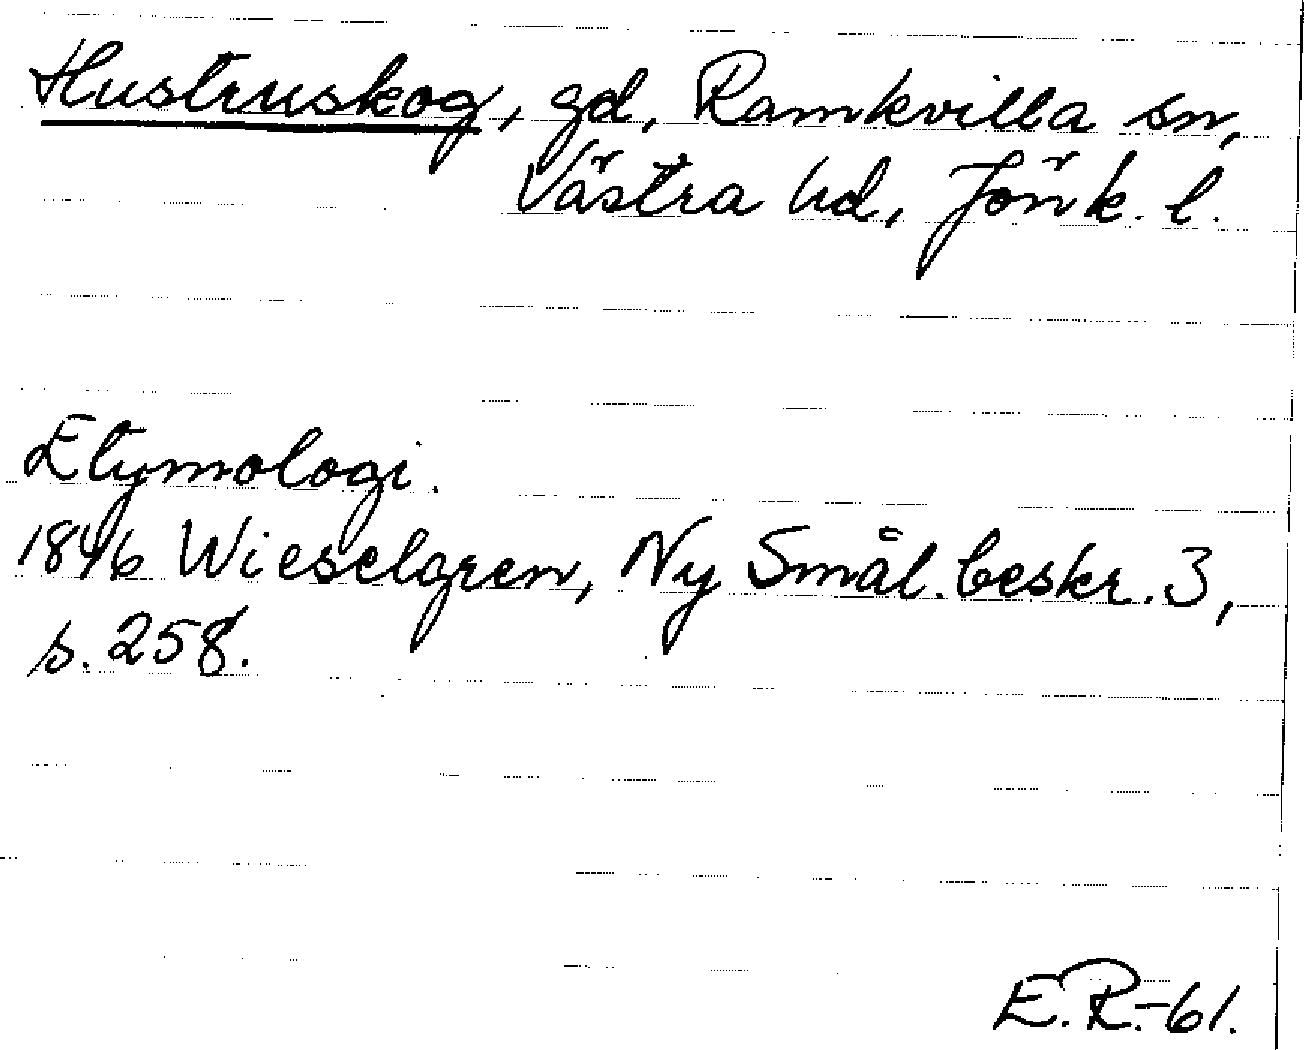 Hustruskog, gd, Ramkvilla sn,
Västra hd, Jönk. l.
Etymologi.
1846 Wieselgren, Ny Smål. beskr. 3,
s. 258.
E.R.-61.